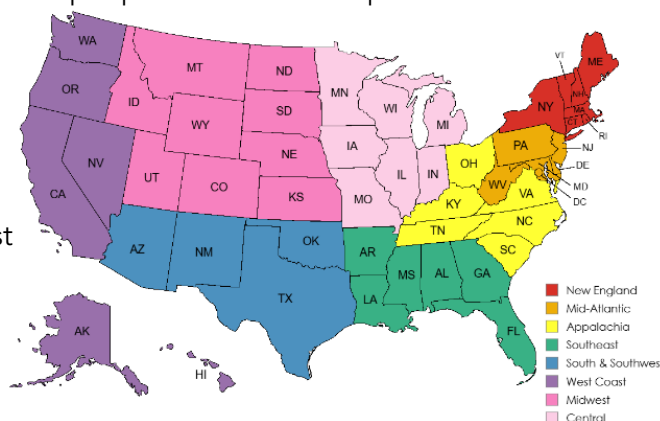 WA
MT
ND
MN
VT
ME
OR
ID
SD
WI
MI
NY
NH
MA
CT
RI
WY
NV
NE
IA
PA
NJ
OH
DE
CA
UT
CO
IL
IN
WV
MD
KS
MO
KY
VA
DC
NC
TN
st
AZ
NM
OK
AR
SC
MS
AL
GA
TX
LA
FL
AK
HI
New England
Mid-Atlantic
Appalachia
Southeast
South & Southwes
West Coast
Midwest
Central